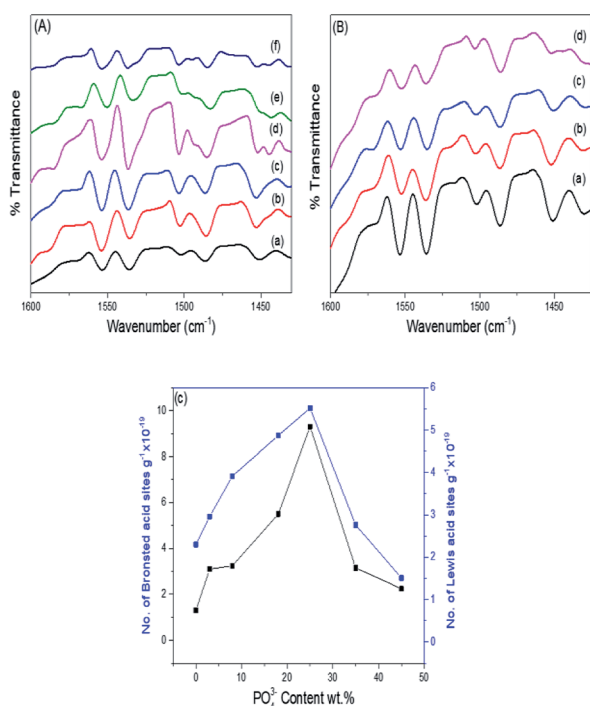 (A)
(f)
(e)
(d)
(c)
(b)
(a)
% Transmittance
1600
1550
1500
1450
Wavenumber (cm⁻¹)
(B)
(d)
(c)
(b)
(a)
% Transmittance
1600
1550
1500
1450
Wavenumber (cm⁻¹)
(c)
No. of Bronsted acid sites g⁻¹ x10⁻¹⁹
10
8
6
4
2
0
No. of Lewis acid sites g⁻¹ x10⁻¹⁹
6
5
4
3
2
1
0
0
10
20
30
40
50
PO₄³⁻ Content wt.%